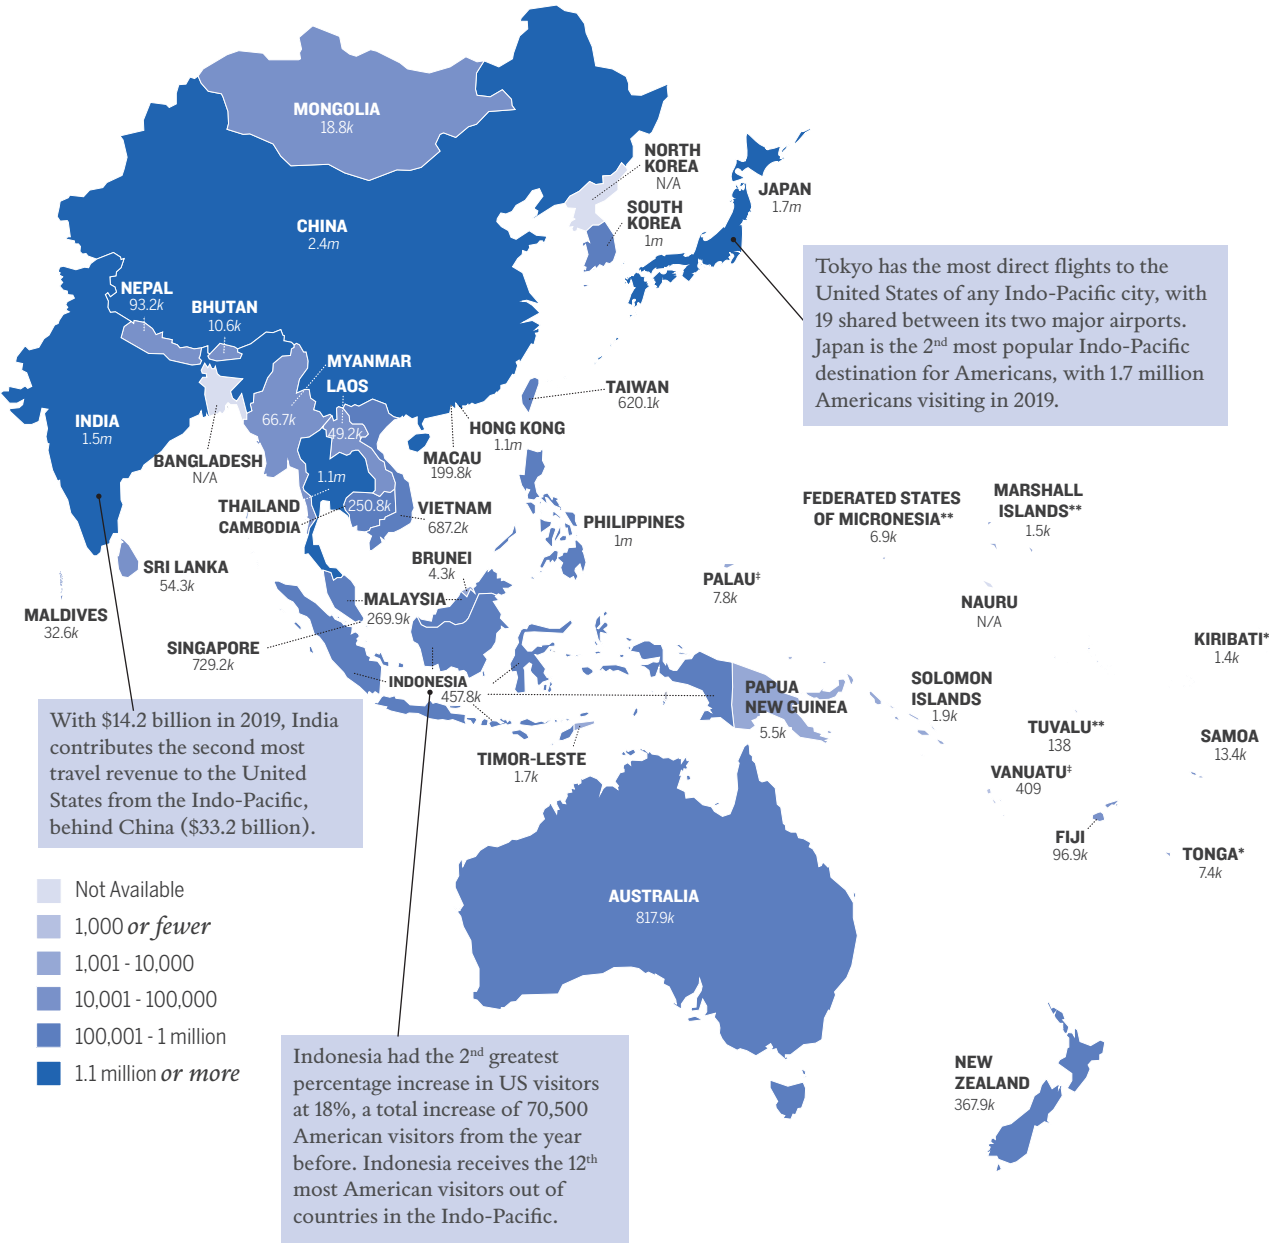 MONGOLIA
18.8k
NORTH
KOREA
N/A
JAPAN
1.7m
SOUTH
KOREA
1m
CHINA
2.4m
Tokyo has the most direct flights to the
United States of any Indo-Pacific city, with
19 shared between its two major airports.
Japan is the 2nd most popular Indo-Pacific
destination for Americans, with 1.7 million
Americans visiting in 2019.
NEPAL
93.2k
BHUTAN
10.6k
MYANMAR
66.7k
LAOS
49.2k
TAIWAN
620.1k
INDIA
1.5m
HONG KONG
1.1m
MACAU
199.8k
BANGLADESH
N/A
1.1m
THAILAND
CAMBODIA
250.8k
VIETNAM
687.2k
PHILIPPINES
1m
FEDERATED STATES
OF MICRONESIA**
6.9k
MARSHALL
ISLANDS**
1.5k
SRI LANKA
54.3k
BRUNEI
4.3k
PALAU‡
7.8k
MALDIVES
32.6k
MALAYSIA
269.9k
NAURU
N/A
SINGAPORE
729.2k
KIRIBATI*
1.4k
INDONESIA
457.8k
PAPUA
NEW GUINEA
5.5k
SOLOMON
ISLANDS
1.9k
TUVALU**
138
SAMOA
13.4k
With $14.2 billion in 2019, India
contributes the second most
travel revenue to the United
States from the Indo-Pacific,
behind China ($33.2 billion).
TIMOR-LESTE
1.7k
VANUATU‡
409
FIJI
96.9k
TONGA*
7.4k
AUSTRALIA
817.9k
Not Available
1,000 or fewer
1,001 - 10,000
10,001 - 100,000
100,001 - 1 million
1.1 million or more
Indonesia had the 2nd greatest
percentage increase in US visitors
at 18%, a total increase of 70,500
American visitors from the year
before. Indonesia receives the 12th
most American visitors out of
countries in the Indo-Pacific.
NEW
ZEALAND
367.9k